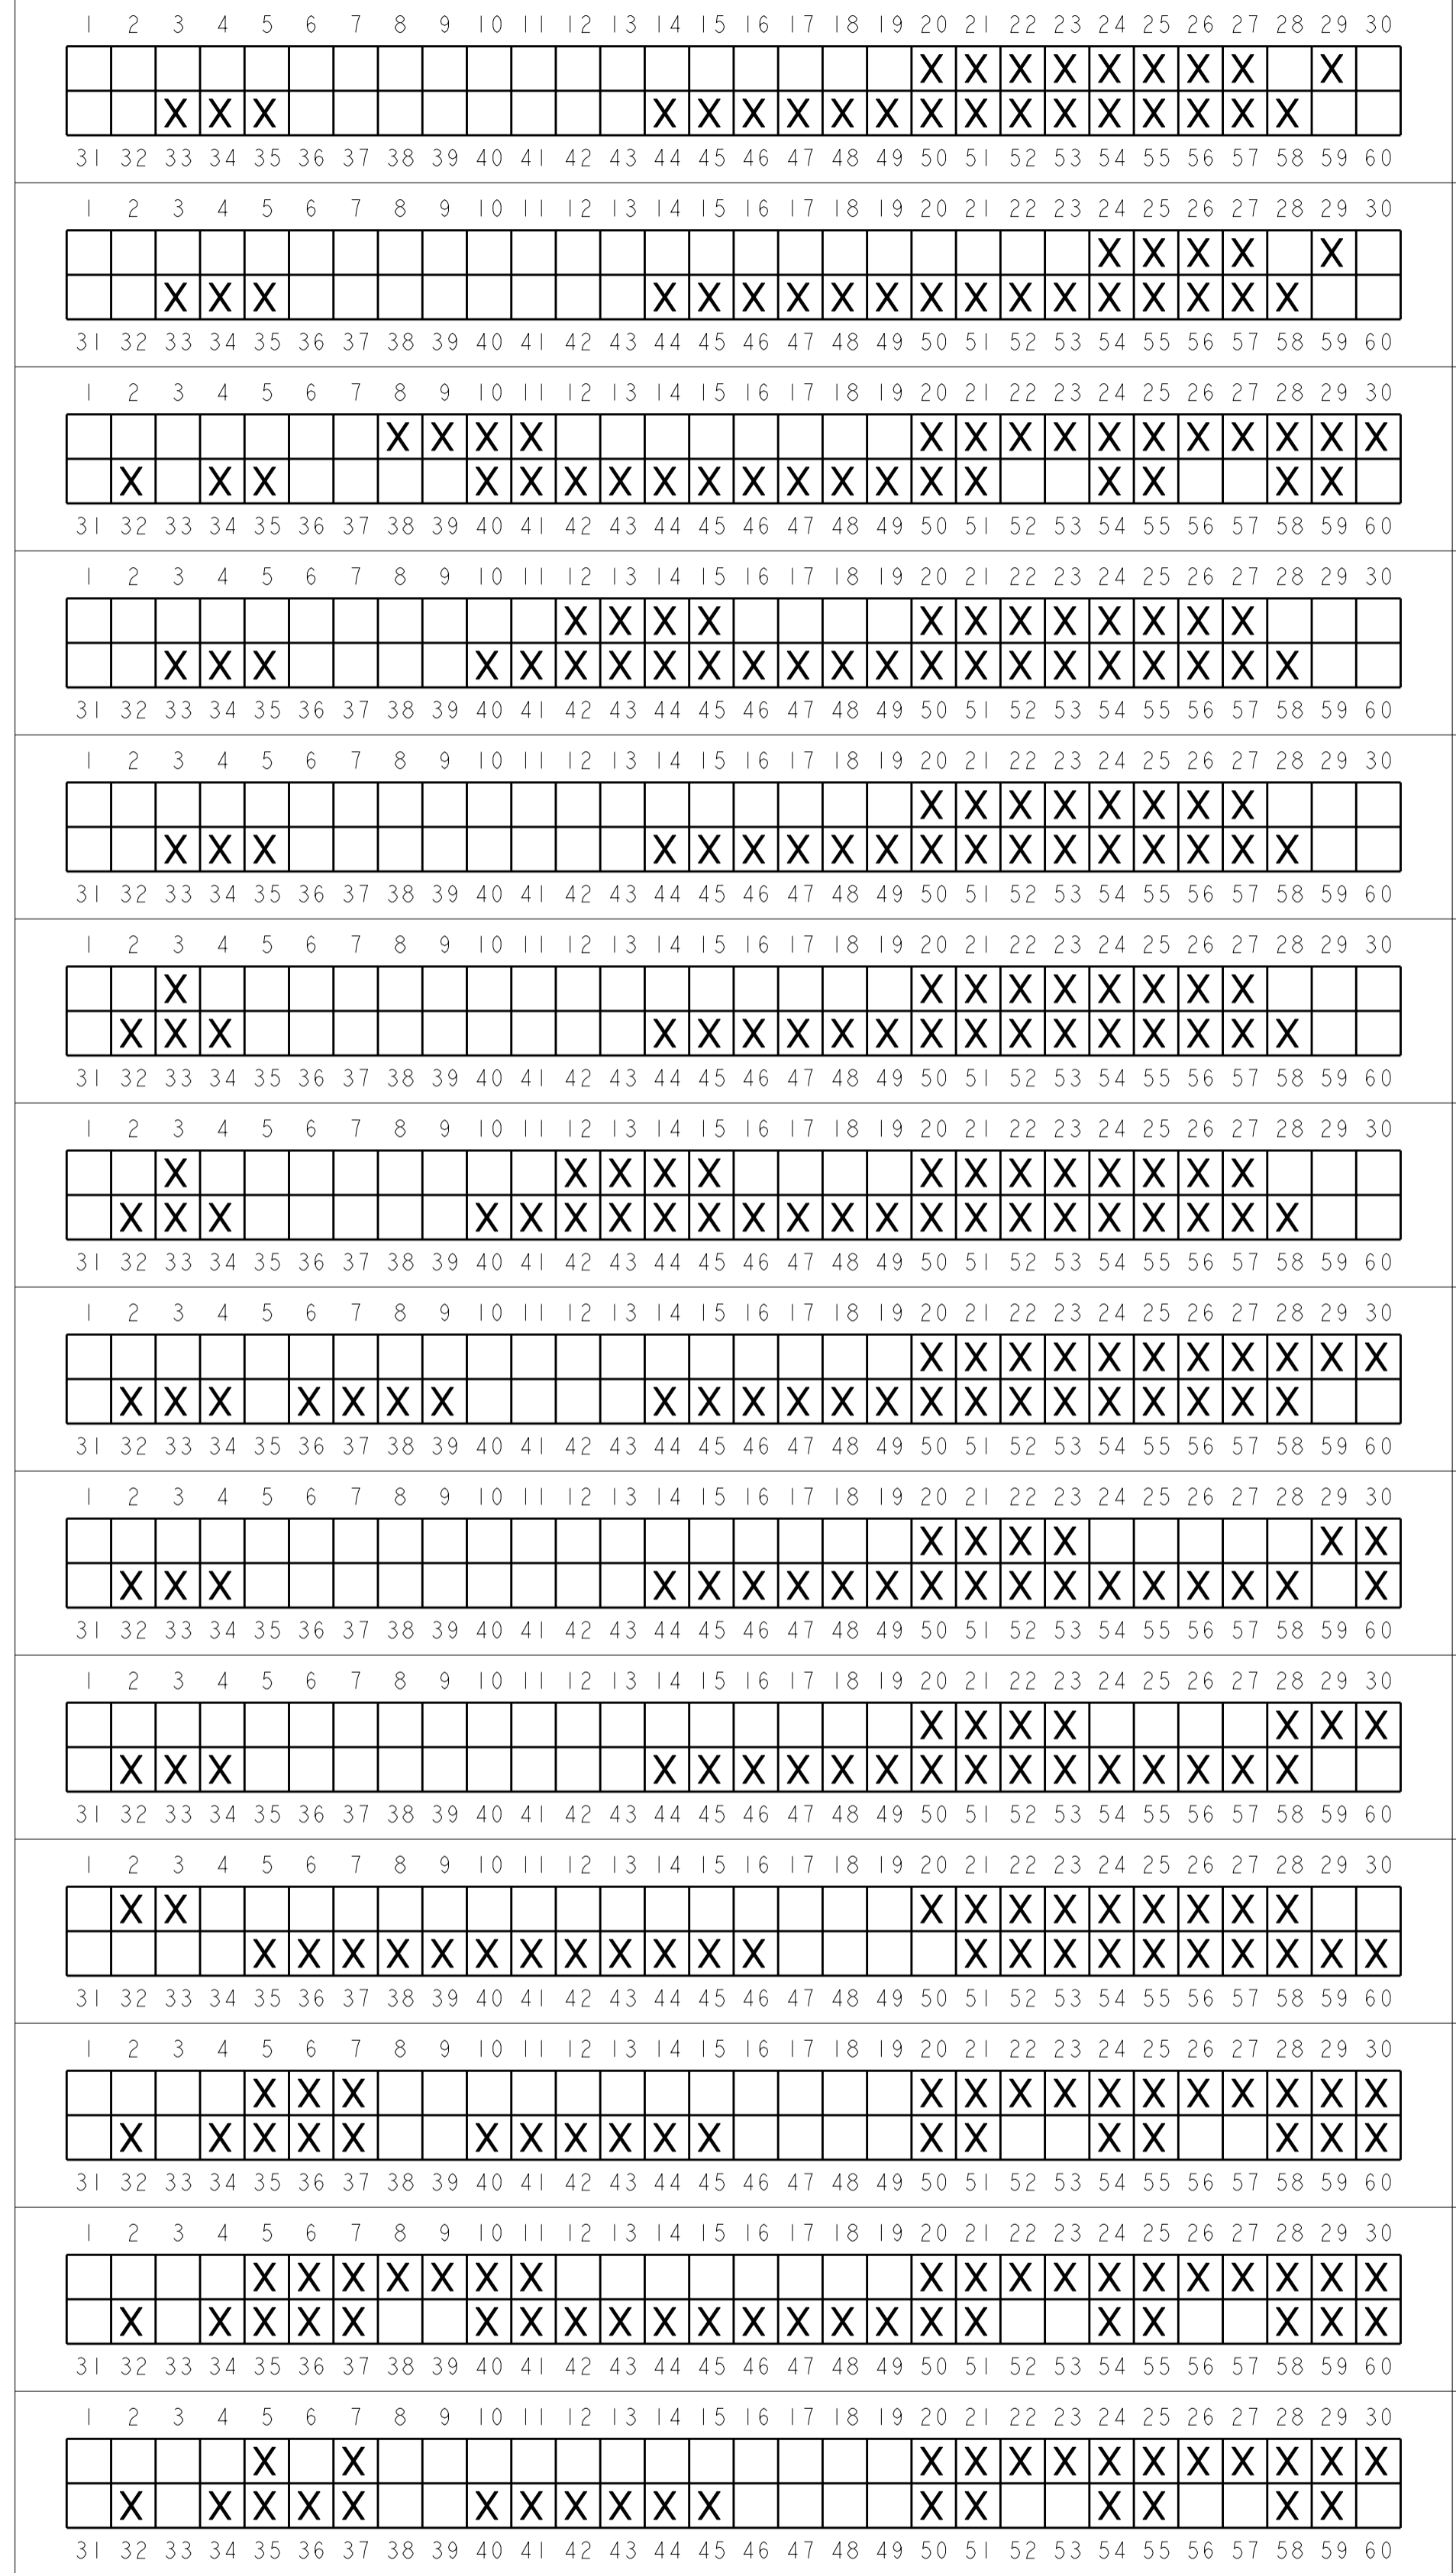 1 2 3 4 5 6 7 8 9 10 11 12 13 14 15 16 17 18 19 20 21 22 23 24 25 26 27 28 29 30
X X X X X X X X X
X X X X X X X X X X X X X X X X X X
31 32 33 34 35 36 37 38 39 40 41 42 43 44 45 46 47 48 49 50 51 52 53 54 55 56 57 58 59 60
1 2 3 4 5 6 7 8 9 10 11 12 13 14 15 16 17 18 19 20 21 22 23 24 25 26 27 28 29 30
X X X X X
X X X X X X X X X X X X X X X X X X
31 32 33 34 35 36 37 38 39 40 41 42 43 44 45 46 47 48 49 50 51 52 53 54 55 56 57 58 59 60
1 2 3 4 5 6 7 8 9 10 11 12 13 14 15 16 17 18 19 20 21 22 23 24 25 26 27 28 29 30
X X X X X X X X X X X X X X X
X X X X X X X X X X X X X X X X X X X
31 32 33 34 35 36 37 38 39 40 41 42 43 44 45 46 47 48 49 50 51 52 53 54 55 56 57 58 59 60
1 2 3 4 5 6 7 8 9 10 11 12 13 14 15 16 17 18 19 20 21 22 23 24 25 26 27 28 29 30
X X X X X X X X X X X X
X X X X X X X X X X X X X X X X X X X X X X
31 32 33 34 35 36 37 38 39 40 41 42 43 44 45 46 47 48 49 50 51 52 53 54 55 56 57 58 59 60
1 2 3 4 5 6 7 8 9 10 11 12 13 14 15 16 17 18 19 20 21 22 23 24 25 26 27 28 29 30
X X X X X X X X
X X X X X X X X X X X X X X X X X X
31 32 33 34 35 36 37 38 39 40 41 42 43 44 45 46 47 48 49 50 51 52 53 54 55 56 57 58 59 60
1 2 3 4 5 6 7 8 9 10 11 12 13 14 15 16 17 18 19 20 21 22 23 24 25 26 27 28 29 30
X X X X X X X X X
X X X X X X X X X X X X X X X X X X
31 32 33 34 35 36 37 38 39 40 41 42 43 44 45 46 47 48 49 50 51 52 53 54 55 56 57 58 59 60
1 2 3 4 5 6 7 8 9 10 11 12 13 14 15 16 17 18 19 20 21 22 23 24 25 26 27 28 29 30
X X X X X X X X X X X X X
X X X X X X X X X X X X X X X X X X X X X X
31 32 33 34 35 36 37 38 39 40 41 42 43 44 45 46 47 48 49 50 51 52 53 54 55 56 57 58 59 60
1 2 3 4 5 6 7 8 9 10 11 12 13 14 15 16 17 18 19 20 21 22 23 24 25 26 27 28 29 30
X X X X X X X X X X X
X X X X X X X X X X X X X X X X X X X X X X
31 32 33 34 35 36 37 38 39 40 41 42 43 44 45 46 47 48 49 50 51 52 53 54 55 56 57 58 59 60
1 2 3 4 5 6 7 8 9 10 11 12 13 14 15 16 17 18 19 20 21 22 23 24 25 26 27 28 29 30
X X X X X X
X X X X X X X X X X X X X X X X X X X
31 32 33 34 35 36 37 38 39 40 41 42 43 44 45 46 47 48 49 50 51 52 53 54 55 56 57 58 59 60
1 2 3 4 5 6 7 8 9 10 11 12 13 14 15 16 17 18 19 20 21 22 23 24 25 26 27 28 29 30
X X X X X X X
X X X X X X X X X X X X X X X X X X
31 32 33 34 35 36 37 38 39 40 41 42 43 44 45 46 47 48 49 50 51 52 53 54 55 56 57 58 59 60
1 2 3 4 5 6 7 8 9 10 11 12 13 14 15 16 17 18 19 20 21 22 23 24 25 26 27 28 29 30
X X X X X X X X X X X
X X X X X X X X X X X X X X X X X X X X X X
31 32 33 34 35 36 37 38 39 40 41 42 43 44 45 46 47 48 49 50 51 52 53 54 55 56 57 58 59 60
1 2 3 4 5 6 7 8 9 10 11 12 13 14 15 16 17 18 19 20 21 22 23 24 25 26 27 28 29 30
X X X X X X X X X X X X X X
X X X X X X X X X X X X X X X X X X
31 32 33 34 35 36 37 38 39 40 41 42 43 44 45 46 47 48 49 50 51 52 53 54 55 56 57 58 59 60
1 2 3 4 5 6 7 8 9 10 11 12 13 14 15 16 17 18 19 20 21 22 23 24 25 26 27 28 29 30
X X X X X X X X X X X X X X X X X X
X X X X X X X X X X X X X X X X X X X X X X
31 32 33 34 35 36 37 38 39 40 41 42 43 44 45 46 47 48 49 50 51 52 53 54 55 56 57 58 59 60
1 2 3 4 5 6 7 8 9 10 11 12 13 14 15 16 17 18 19 20 21 22 23 24 25 26 27 28 29 30
X X X X X X X X X X X X X
X X X X X X X X X X X X X X X X X
31 32 33 34 35 36 37 38 39 40 41 42 43 44 45 46 47 48 49 50 51 52 53 54 55 56 57 58 59 60